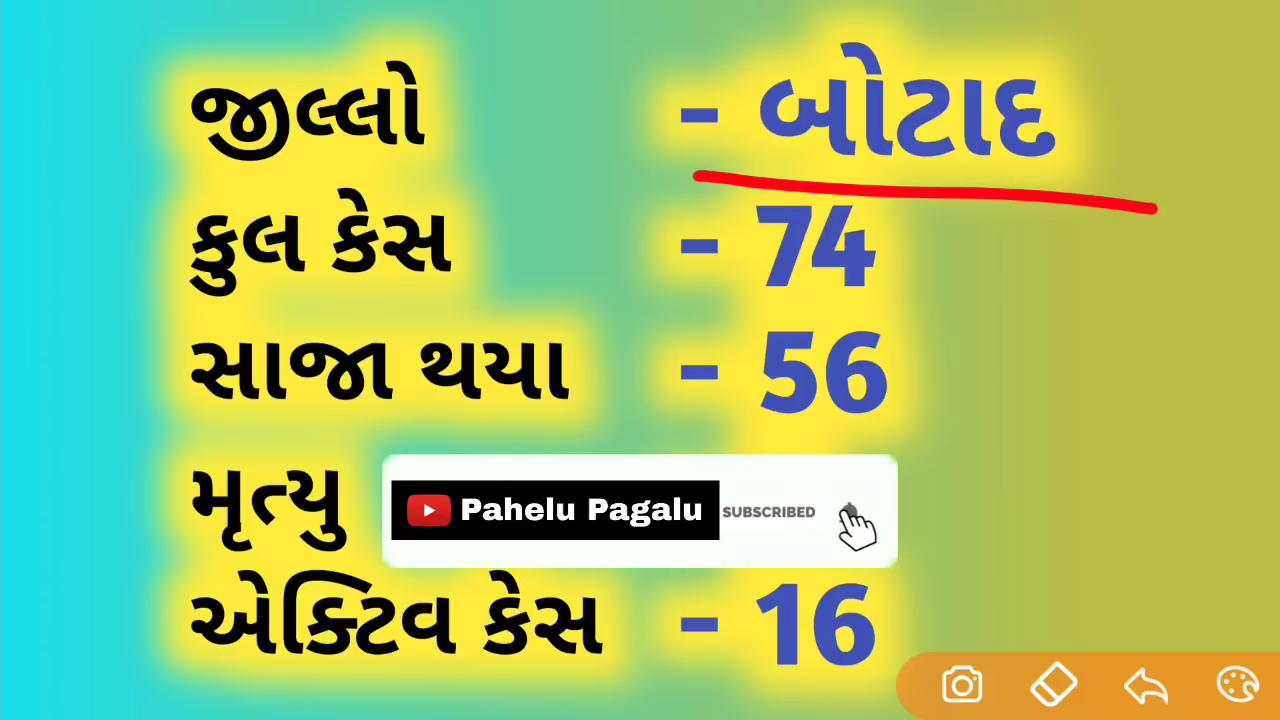 જીલ્લો - બોટાદ
કુલ કેસ - 74
સાજા થયા - 56
મૃત્યુ
Pahelu Pagalu SUBSCRIBED
એક્ટિવ કેસ - 16